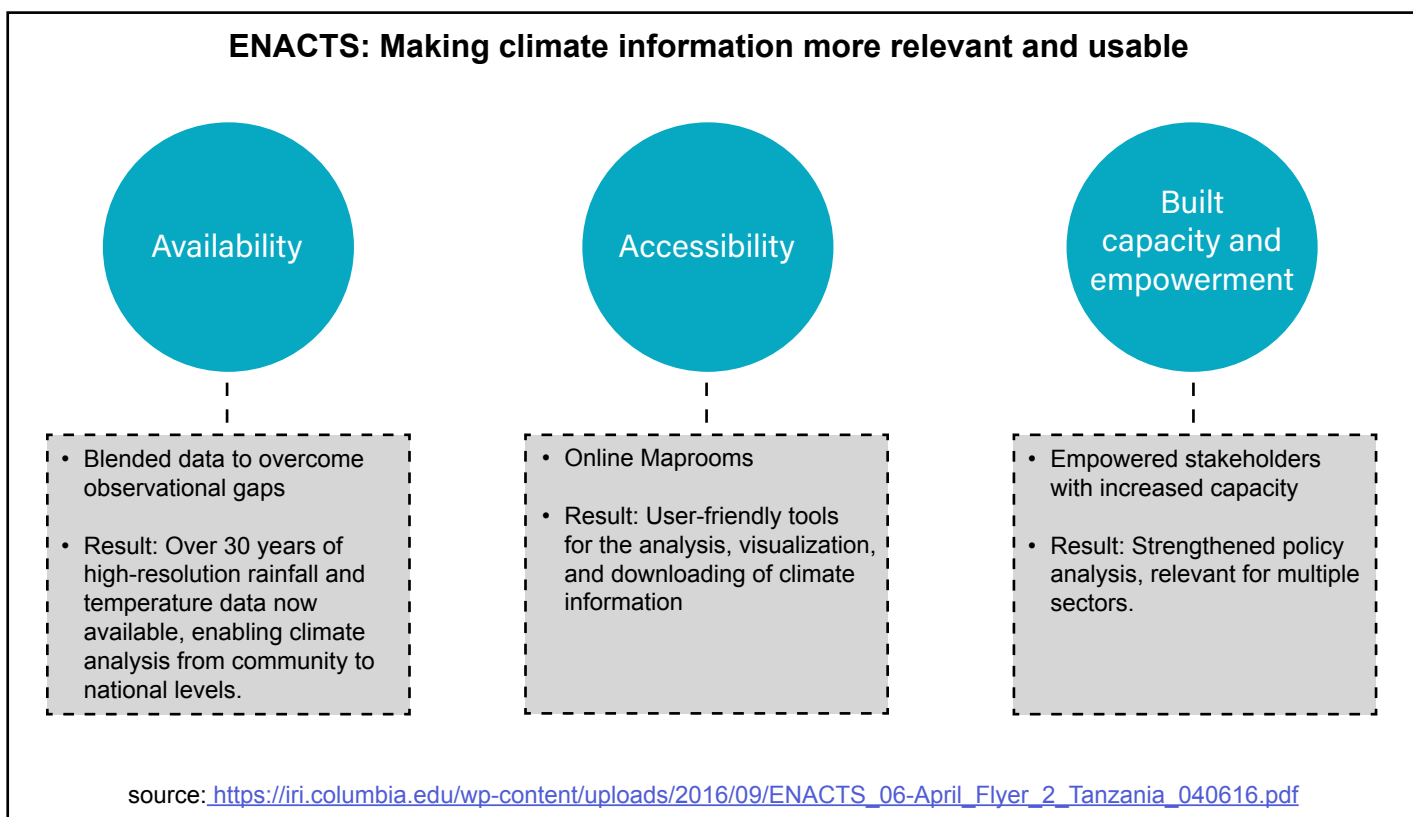 ENACTS: Making climate information more relevant and usable
Availability
• Blended data to overcome
observational gaps
• Result: Over 30 years of
high-resolution rainfall and
temperature data now
available, enabling climate
analysis from community to
national levels.
Accessibility
• Online Maprooms
• Result: User-friendly tools
for the analysis, visualization,
and downloading of climate
information
Built
capacity and
empowerment
• Empowered stakeholders
with increased capacity
• Result: Strengthened policy
analysis, relevant for multiple
sectors.
source: https://iri.columbia.edu/wp-content/uploads/2016/09/ENACTS_06-April_Flyer_2_Tanzania_040616.pdf